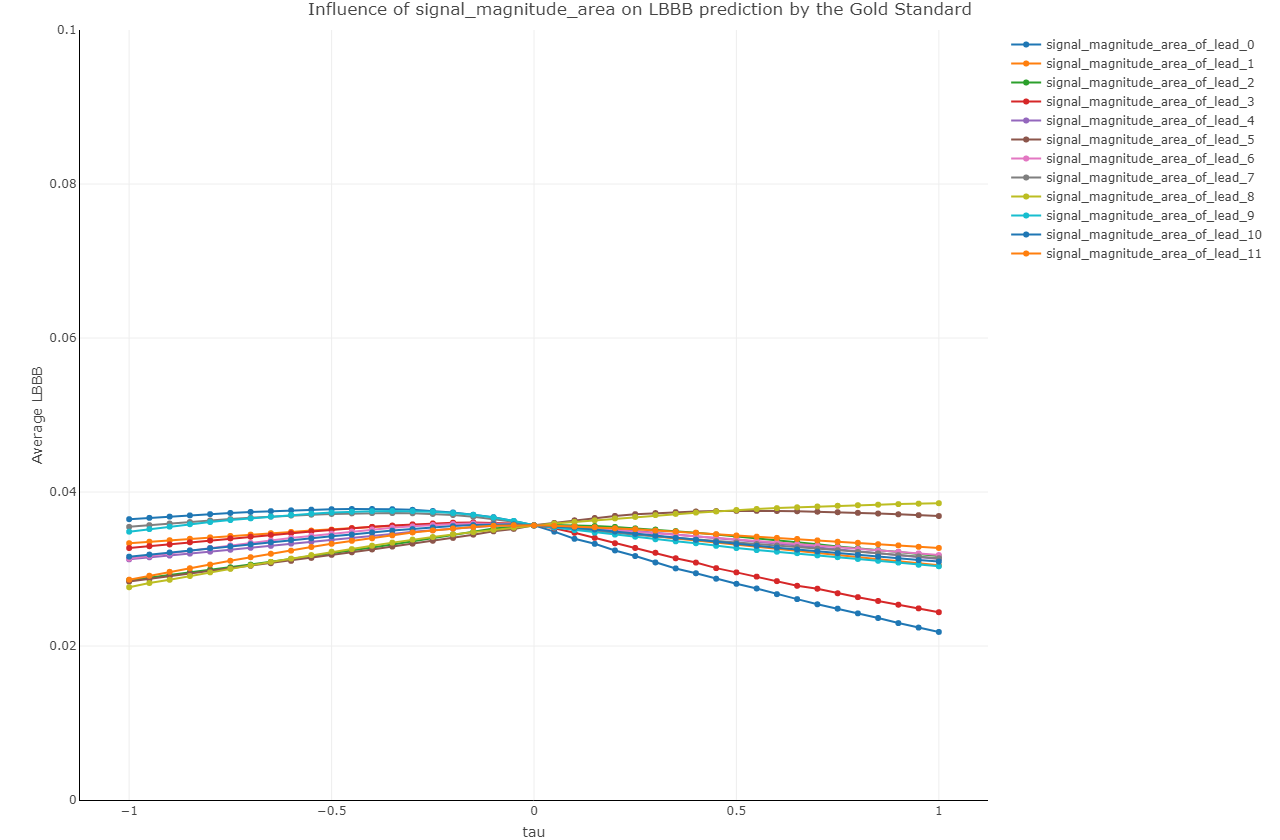 Influence of signal_magnitude_area on LBBB prediction by the Gold Standard
0.1
0.08
0.06
0.04
0.02
0
Average LBBB
−1
−0.5
0
0.5
1
tau
signal_magnitude_area_of_lead_0
signal_magnitude_area_of_lead_1
signal_magnitude_area_of_lead_2
signal_magnitude_area_of_lead_3
signal_magnitude_area_of_lead_4
signal_magnitude_area_of_lead_5
signal_magnitude_area_of_lead_6
signal_magnitude_area_of_lead_7
signal_magnitude_area_of_lead_8
signal_magnitude_area_of_lead_9
signal_magnitude_area_of_lead_10
signal_magnitude_area_of_lead_11